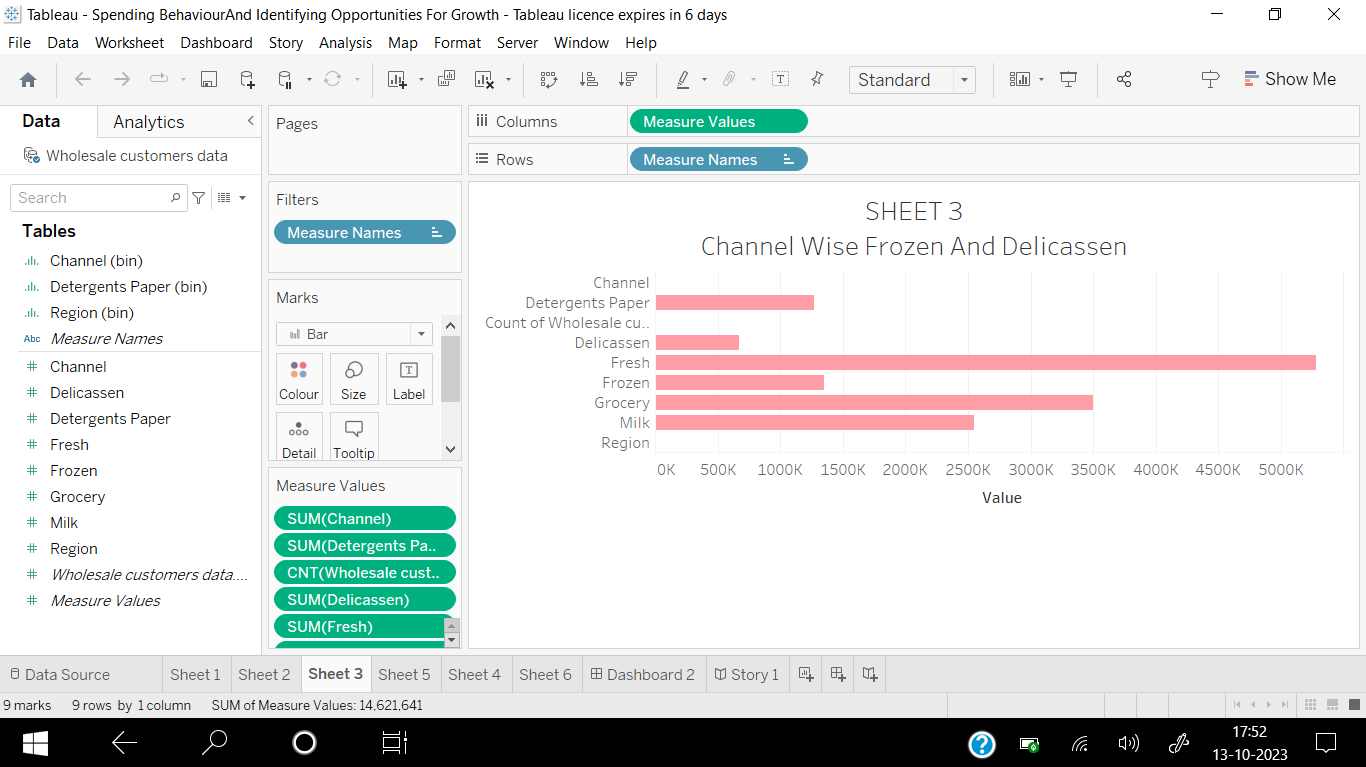 Tableau - Spending BehaviourAnd Identifying Opportunities For Growth - Tableau licence expires in 6 days
File Data Worksheet Dashboard Story Analysis Map Format Server Window Help
Standard
Show Me
Data Analytics
Wholesale customers data
Search
Tables
Channel (bin)
Detergents Paper (bin)
Region (bin)
Abc Measure Names
# Channel
# Delicassen
# Detergents Paper
# Fresh
# Frozen
# Grocery
# Milk
# Region
# Wholesale customers data....
# Measure Values
Pages
Filters
Measure Names
Marks
Bar
Colour Size Label
Detail Tooltip
Measure Values
SUM(Channel)
SUM(Detergents Pa..
CNT(Wholesale cust..
SUM(Delicassen)
SUM(Fresh)
Columns Measure Values
Rows Measure Names
SHEET 3
Channel Wise Frozen And Delicassen
Channel
Detergents Paper
Count of Wholesale cu..
Delicassen
Fresh
Frozen
Grocery
Milk
Region
0K 500K 1000K 1500K 2000K 2500K 3000K 3500K 4000K 4500K 5000K
Value
Data Source Sheet 1 Sheet 2 Sheet 3 Sheet 5 Sheet 4 Sheet 6 Dashboard 2 Story 1
9 marks 9 rows by 1 column SUM of Measure Values: 14,621,641
17:52
13-10-2023